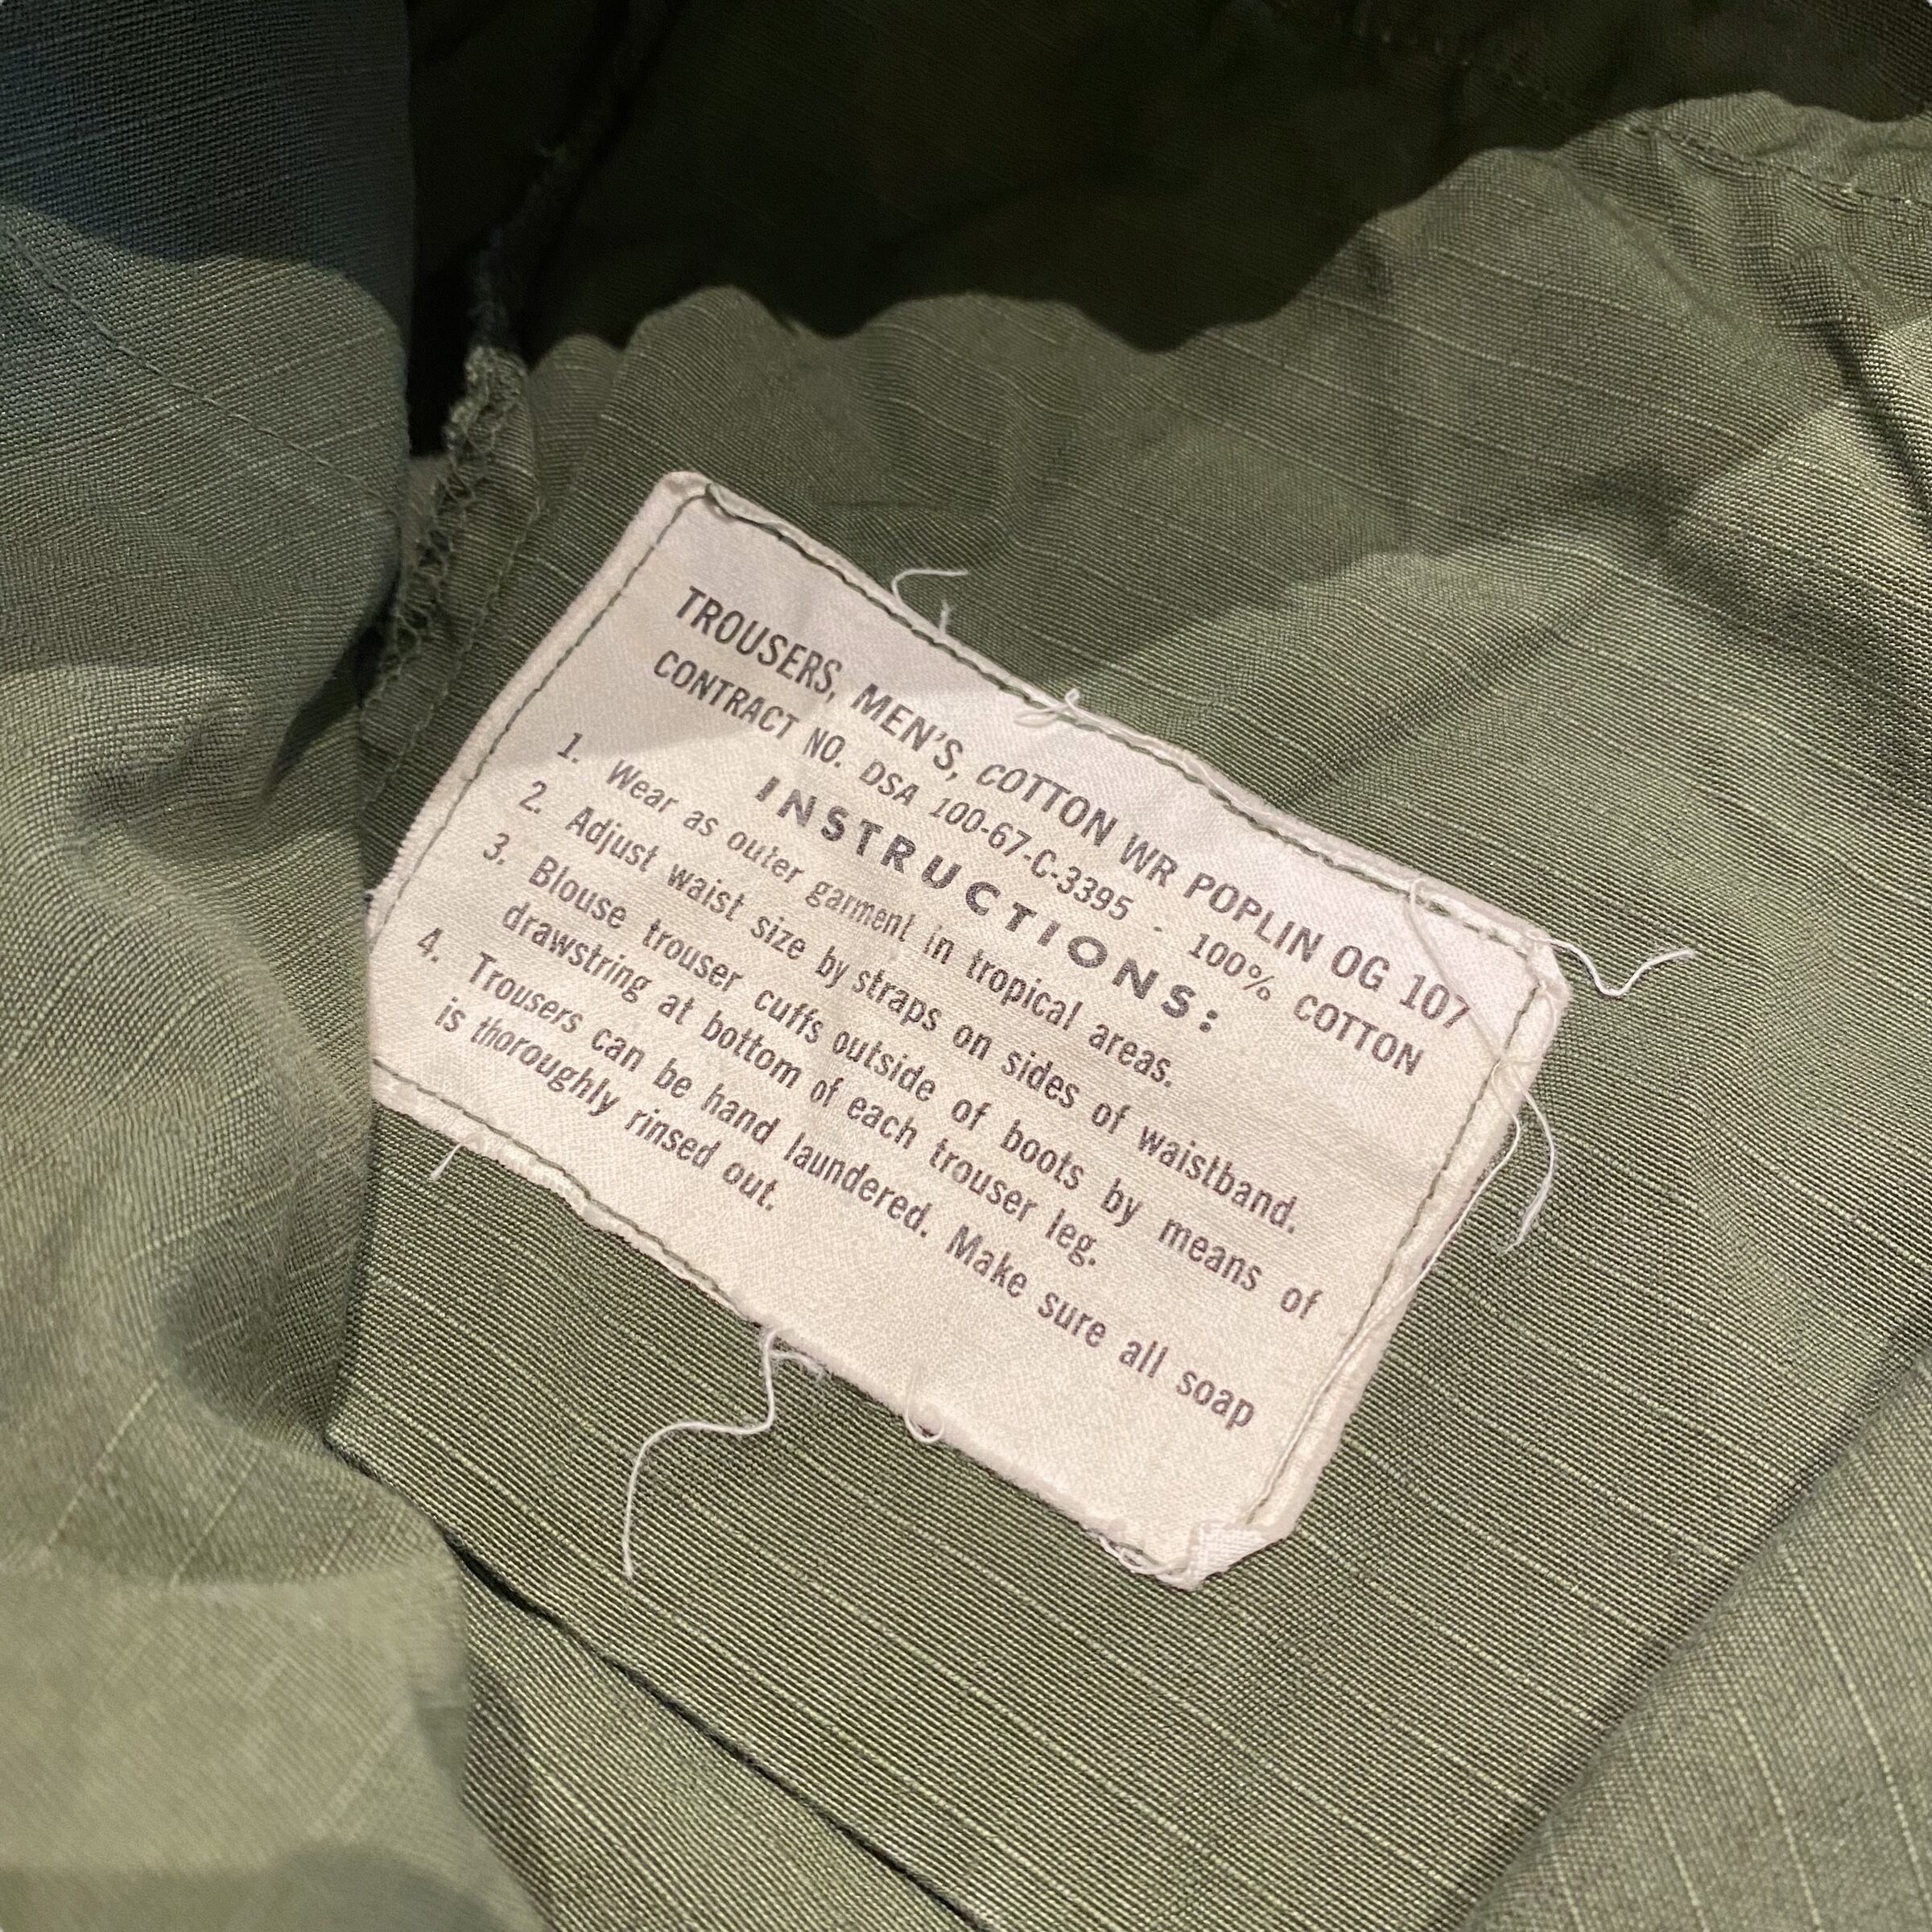 TROUSERS, MEN'S, COTTON WR POPLIN OG 107
CONTRACT NO. DSA 100-67-C-3395 - 100% COTTON
INSTRUCTIONS:
1. Wear as outer garment in tropical areas.
2. Adjust waist size by straps on sides of waistband.
3. Blouse trouser cuffs outside of boots by means of
drawstring at bottom of each trouser leg.
4. Trousers can be hand laundered. Make sure all soap
is thoroughly rinsed out.